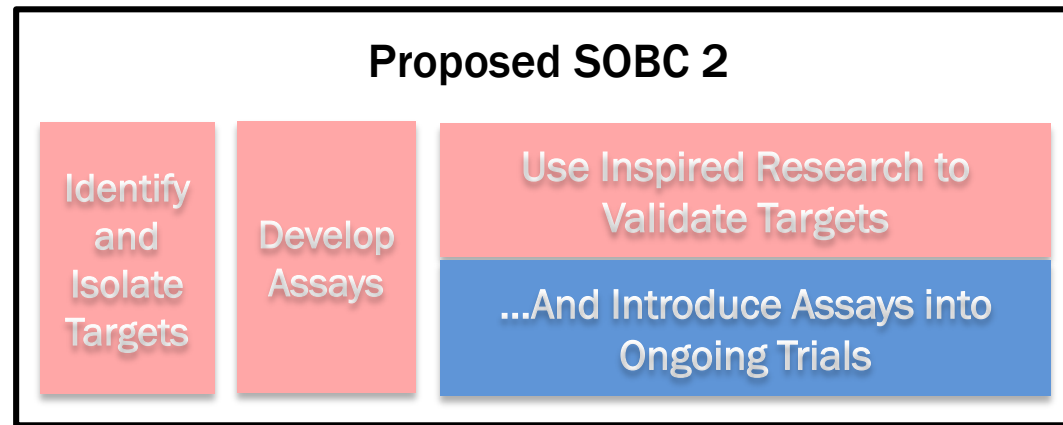 Proposed SOBC 2
Identify
and
Isolate
Targets
Develop
Assays
Use Inspired Research to
Validate Targets
...And Introduce Assays into
Ongoing Trials